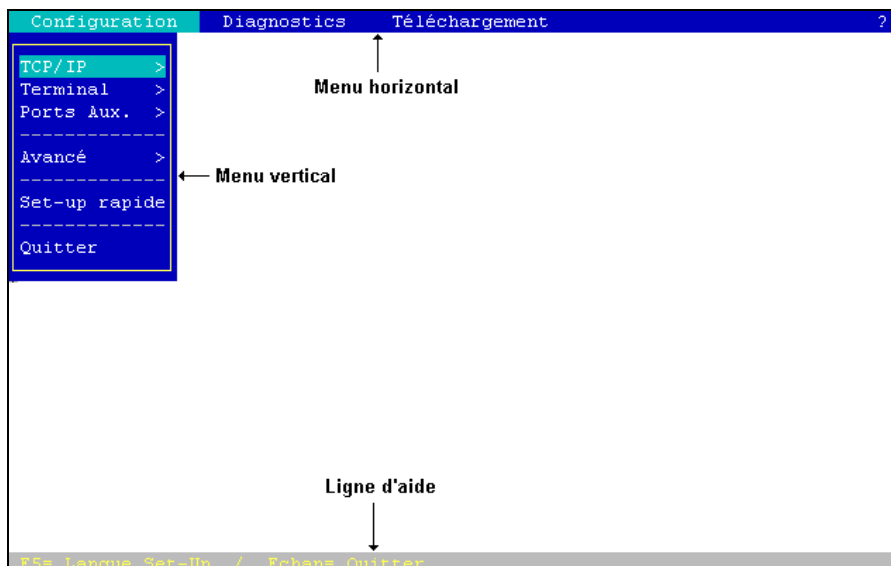 Configuration Diagnostics Téléchargement ?
TCP/IP >
Terminal >
Ports Aux. >
-------------
Avancé >
-------------
Set-up rapide
-------------
Quitter
Menu horizontal
Menu vertical
Ligne d'aide
F5= Langue Set-Up / Echap= Quitter